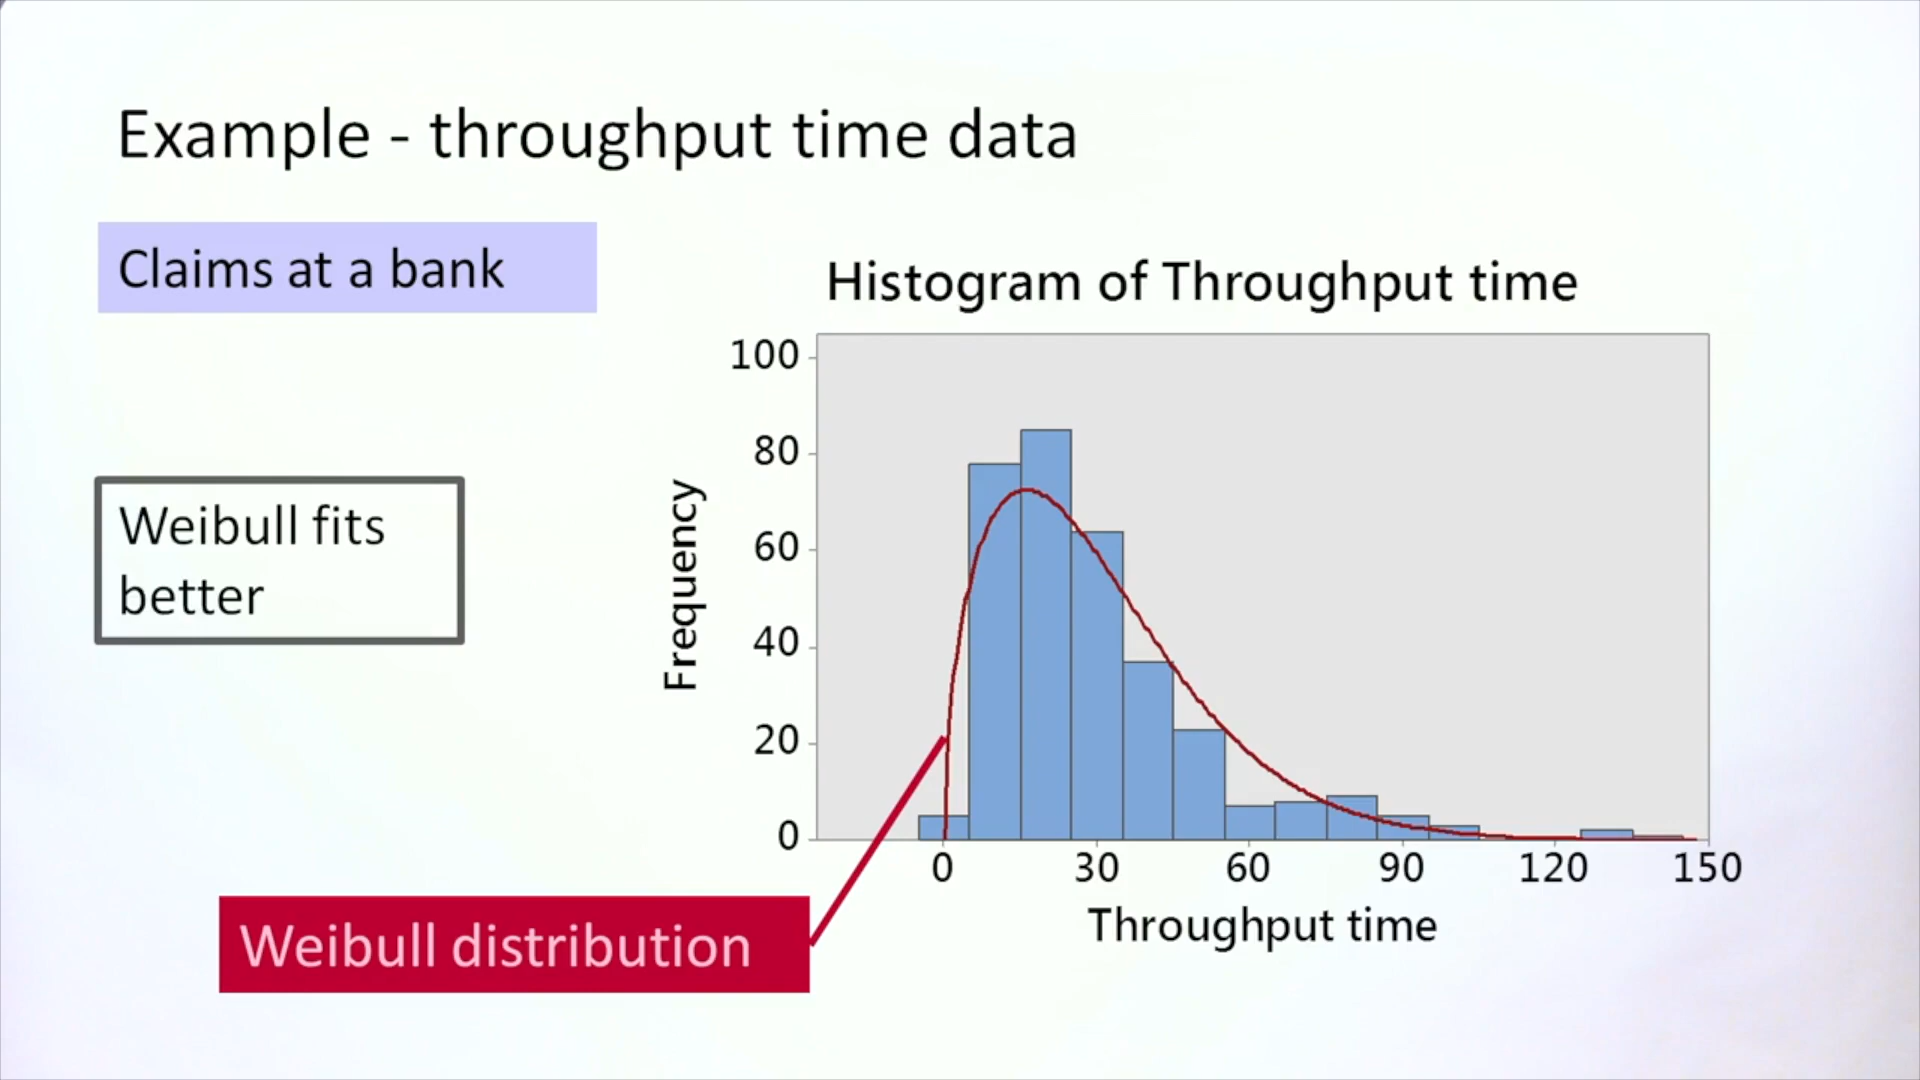 Example - throughput time data
Claims at a bank
Weibull fits
better
Weibull distribution
Histogram of Throughput time
Frequency
100
80
60
40
20
0
0 30 60 90 120 150
Throughput time